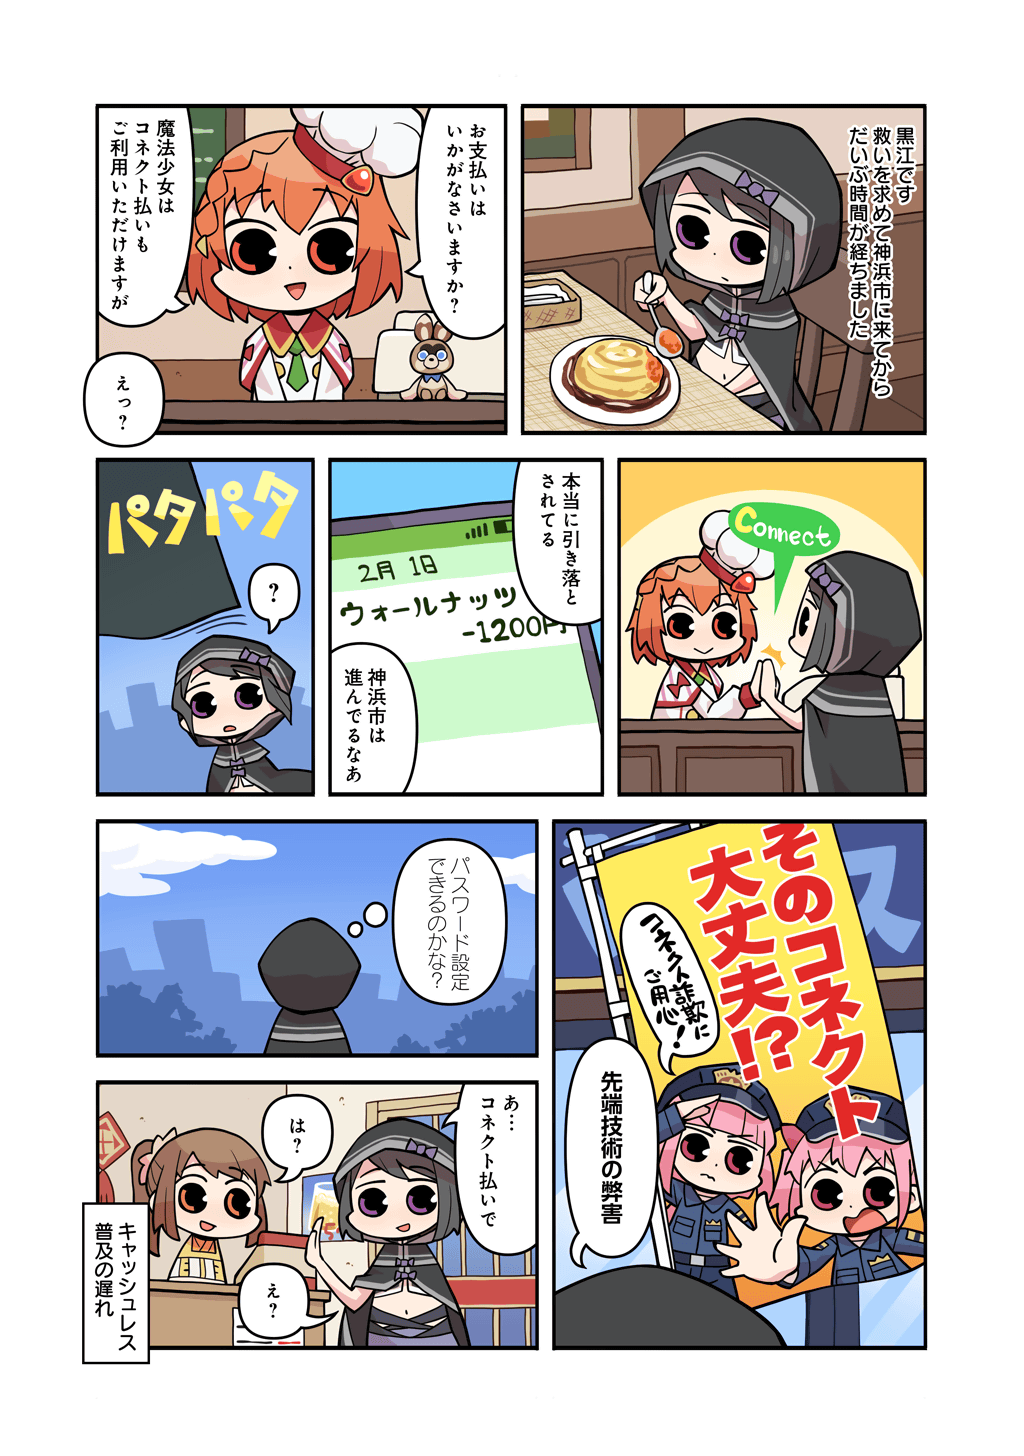 黒江です
救いを求めて神浜市に来てから
だいぶ時間が経ちました
お支払いは
いかがなさいますか?
魔法少女は
コネクト払いも
ご利用いただけますが
えっ?
Connect
本当に引き落と
されてる
2月 1日
ウォールナッツ
-1200円
神浜市は
進んでるなあ
パタパタ
?
そのコネクト
大丈夫!?
コネクト詐欺に
ご用心!
先端技術の弊害
パスワード設定
できるのかな?
あ…
コネクト払いで
は?
え?
キャッシュレス
普及の遅れ